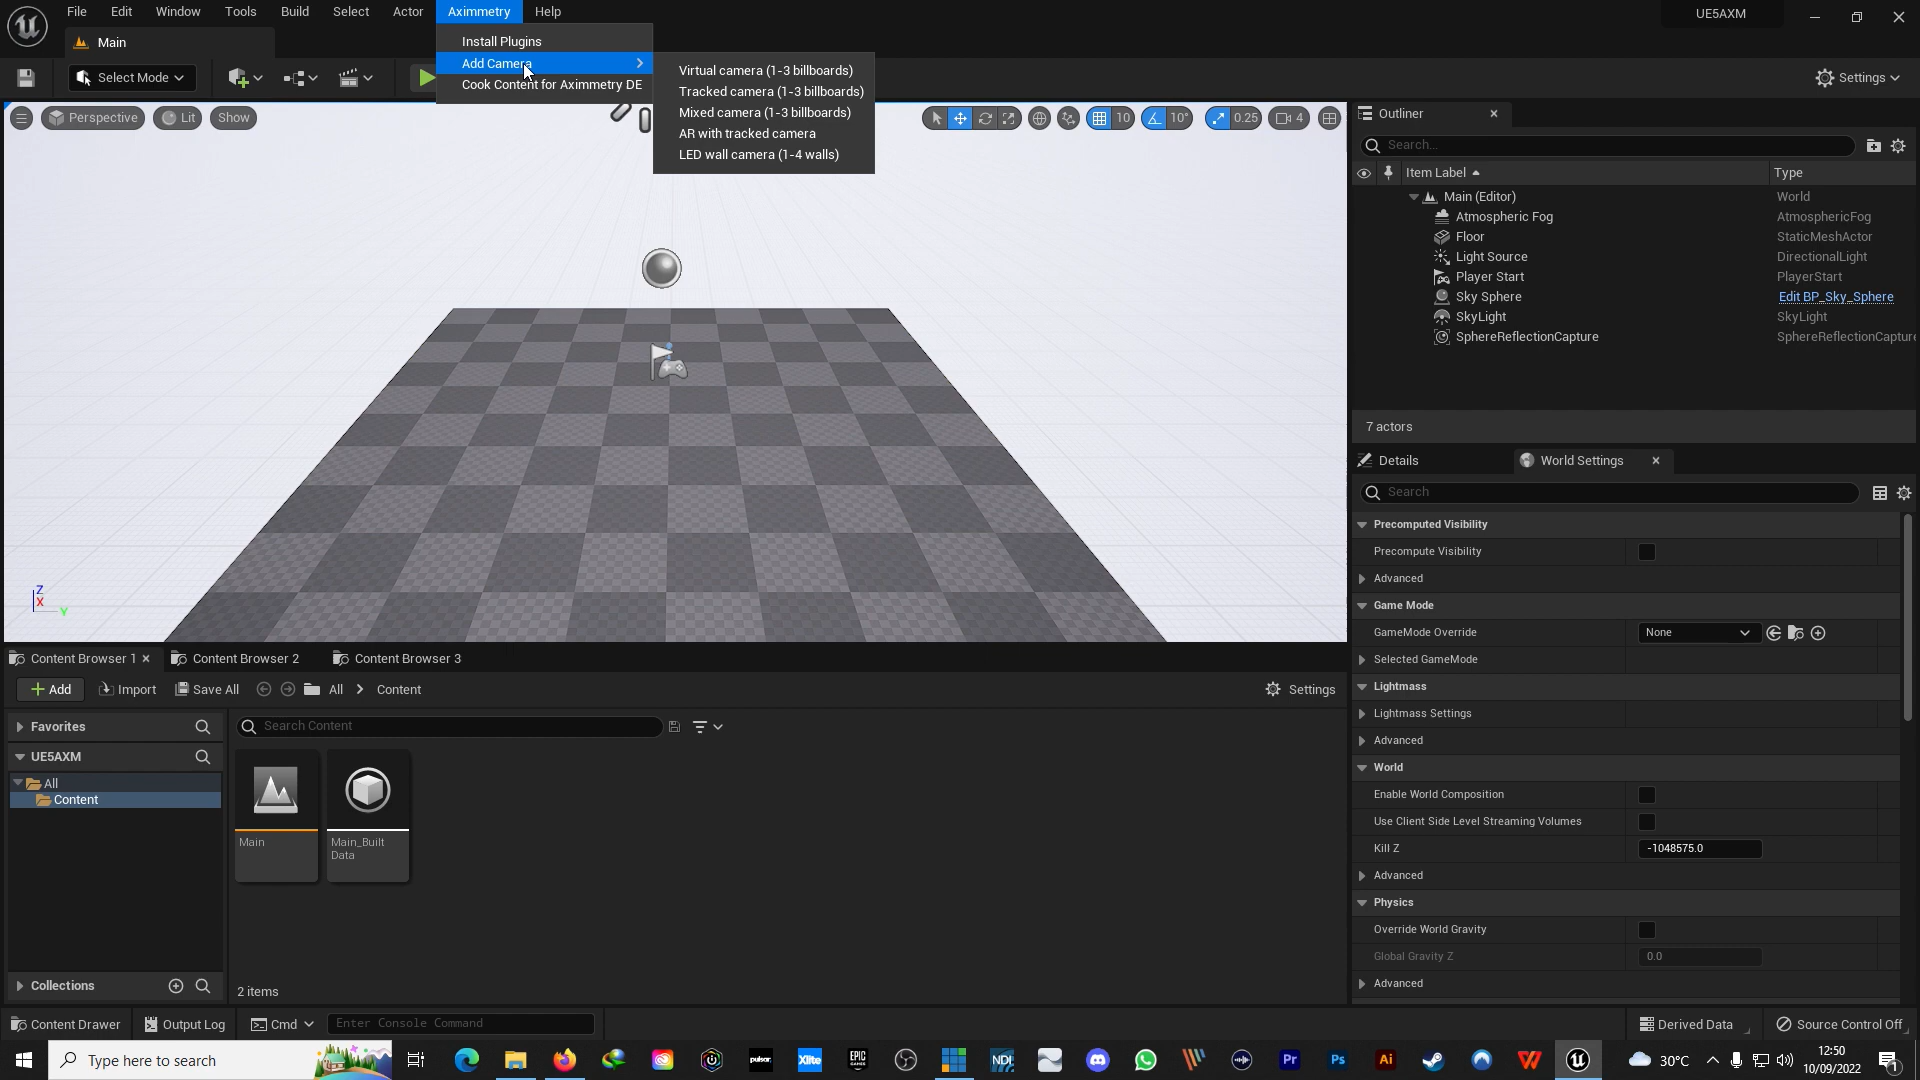 File Edit Window Tools Build Select Actor Aximmetry Help
UE5AXM
Main
Install Plugins
Add Camera
Cook Content for Aximmetry DE
Virtual camera (1-3 billboards)
Tracked camera (1-3 billboards)
Mixed camera (1-3 billboards)
AR with tracked camera
LED wall camera (1-4 walls)
Select Mode
Settings
Perspective Lit Show
10 10° 0.25 4
Outliner
Search...
Item Label Type
Main (Editor) World
Atmospheric Fog AtmosphericFog
Floor StaticMeshActor
Light Source DirectionalLight
Player Start PlayerStart
Sky Sphere Edit BP_Sky_Sphere
SkyLight SkyLight
SphereReflectionCapture SphereReflectionCapture
7 actors
Details World Settings
Search
Precomputed Visibility
Precompute Visibility
Advanced
Game Mode
GameMode Override None
Selected GameMode
Lightmass
Lightmass Settings
Advanced
World
Enable World Composition
Use Client Side Level Streaming Volumes
Kill Z -1048575.0
Advanced
Physics
Override World Gravity
Global Gravity Z 0.0
Advanced
Z
X
Y
Content Browser 1 Content Browser 2 Content Browser 3
Add Import Save All All Content Settings
Favorites
Search Content
UE5AXM
All
Content
Main
Main_Built
Data
Collections
2 items
Content Drawer Output Log Cmd Enter Console Command Derived Data Source Control Off
Type here to search
pulsar Xlite EPIC GAMES NDI Pr Ps Ai
30°C
12:50
10/09/2022
1